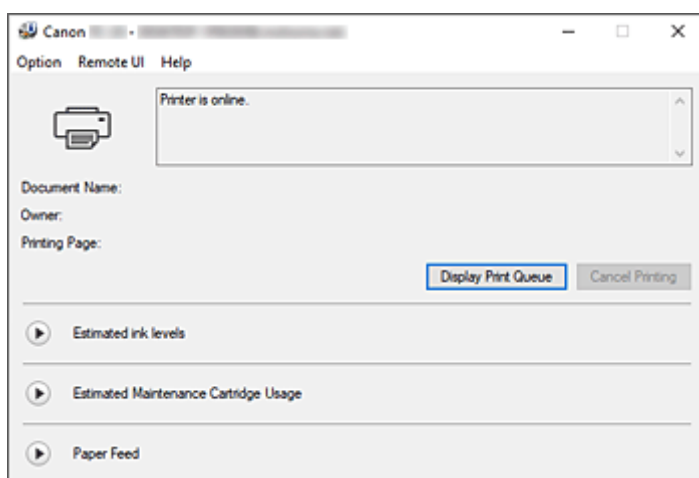 Canon
Option Remote UI Help
Printer is online.
Document Name:
Owner:
Printing Page:
Display Print Queue Cancel Printing
Estimated ink levels
Estimated Maintenance Cartridge Usage
Paper Feed